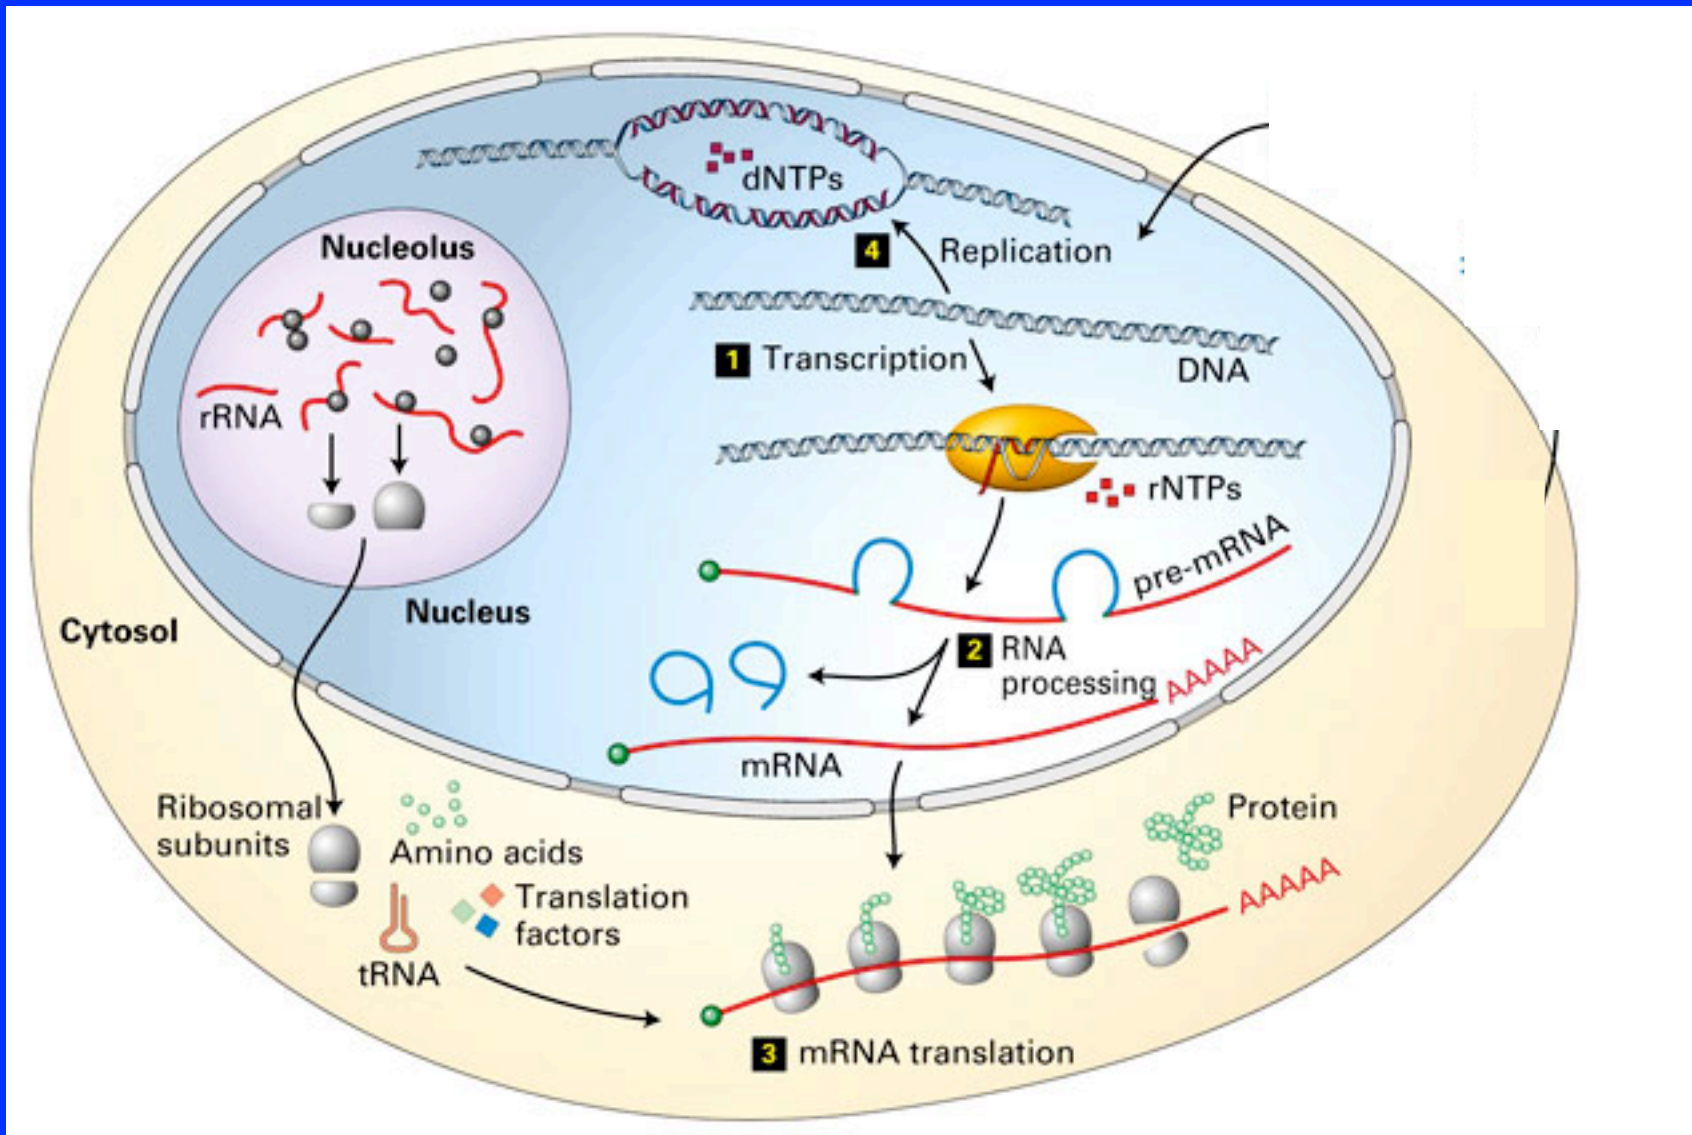 dNTPs
Nucleolus
4 Replication
1 Transcription
DNA
rRNA
rNTPs
pre-mRNA
Nucleus
Cytosol
2 RNA
processing
AAAAA
mRNA
Ribosomal
subunits
Amino acids
Protein
Translation
factors
AAAAA
tRNA
3 mRNA translation